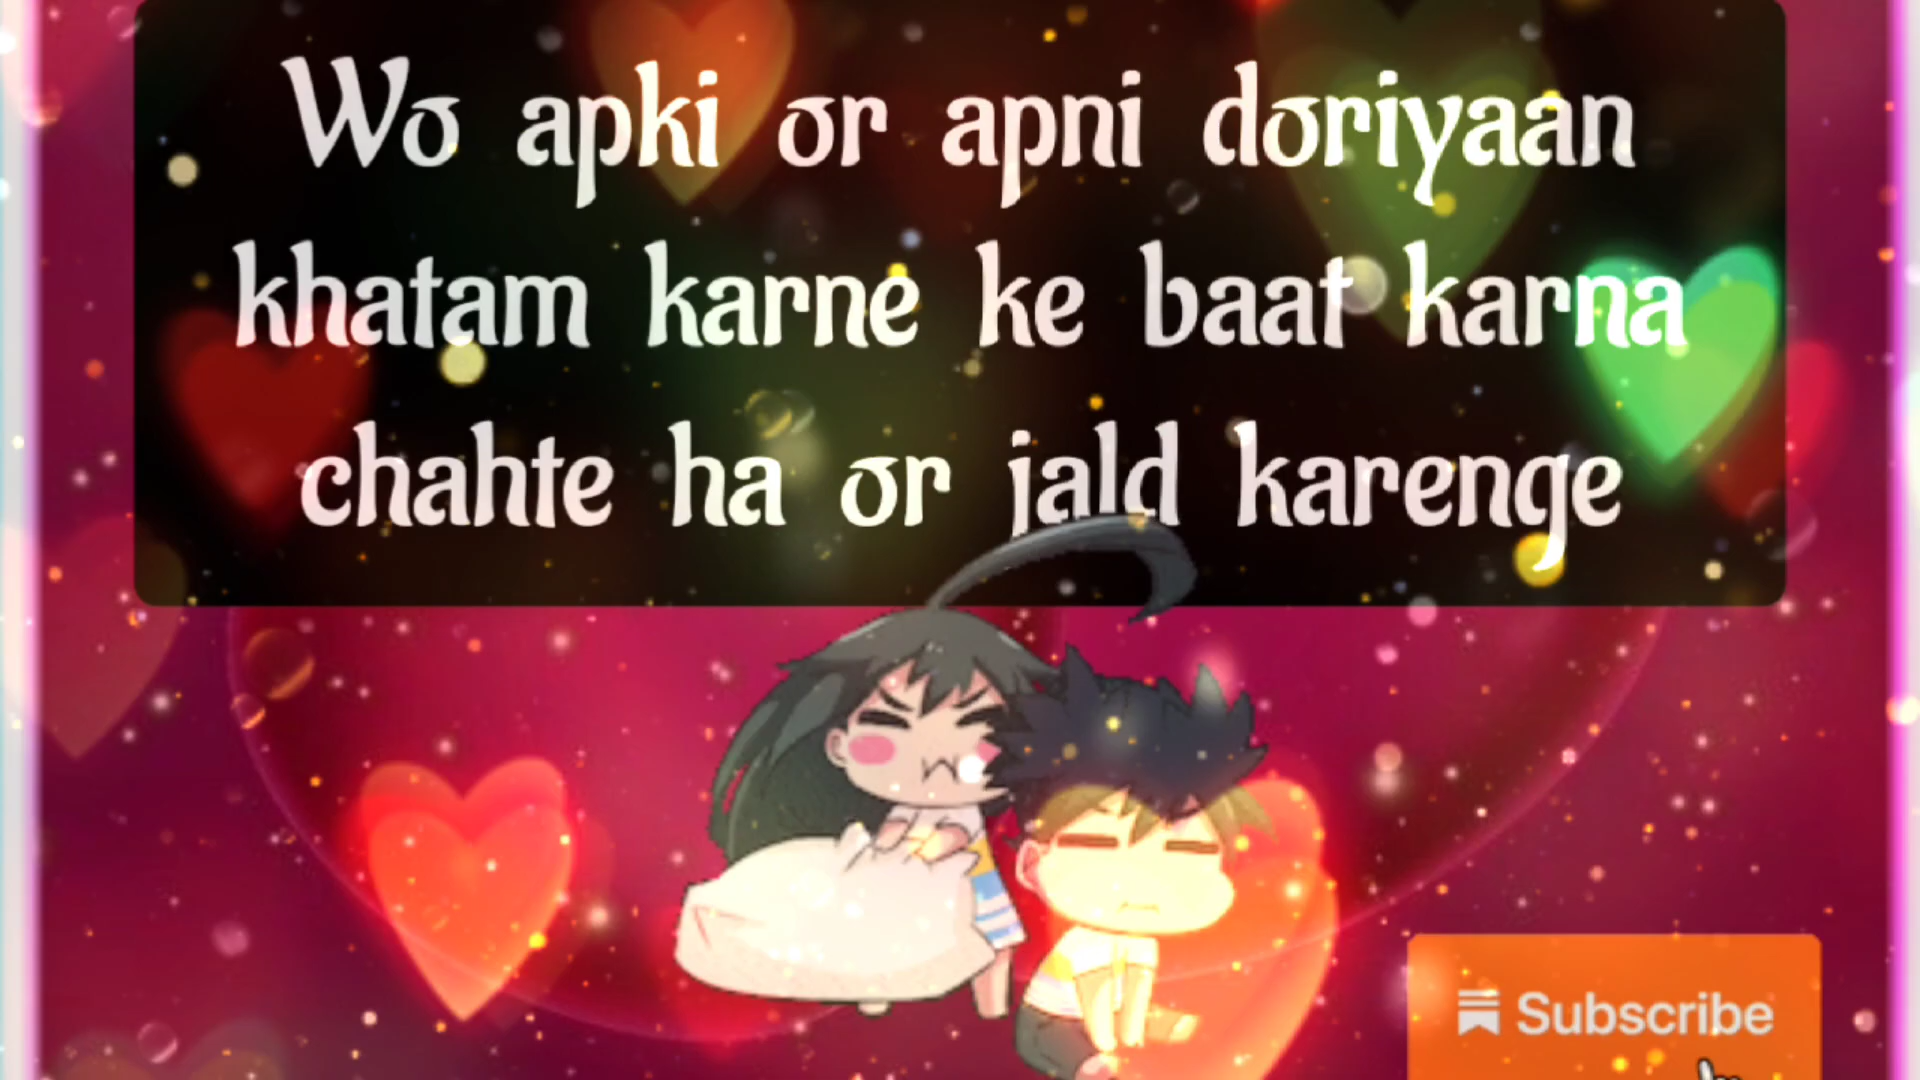 Wo apki or apni doriyaan
khatam karne ke baat karna
chahte ha or jald karenge
Subscribe